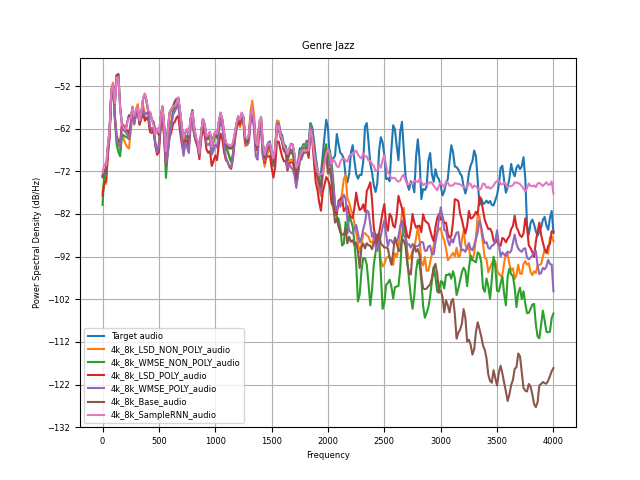 Genre Jazz
Power Spectral Density (dB/Hz)
−52
−62
−72
−82
−92
−102
−112
−122
−132
Target audio
4k_8k_LSD_NON_POLY_audio
4k_8k_WMSE_NON_POLY_audio
4k_8k_LSD_POLY_audio
4k_8k_WMSE_POLY_audio
4k_8k_Base_audio
4k_8k_SampleRNN_audio
0 500 1000 1500 2000 2500 3000 3500 4000
Frequency